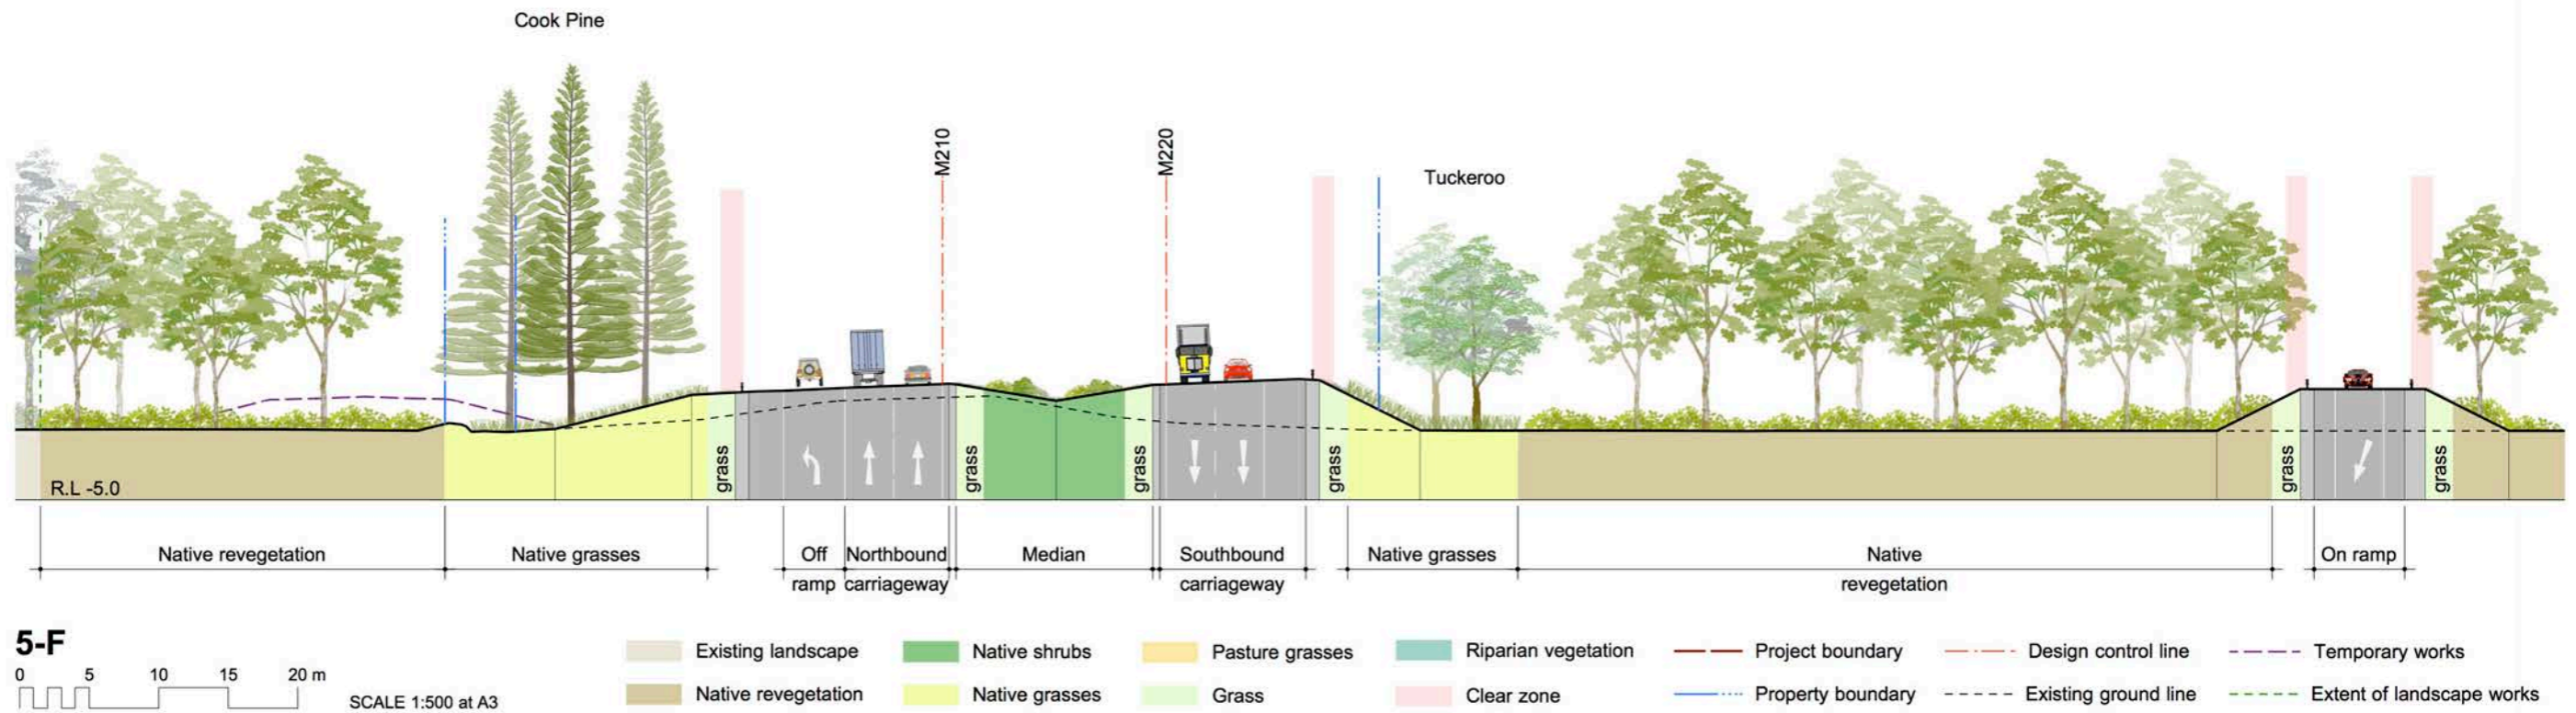 Cook Pine
M210
M220
Tuckeroo
R.L -5.0
grass
grass
grass
grass
grass
grass
Native revegetation
Native grasses
Off
ramp
Northbound
carriageway
Median
Southbound
carriageway
Native grasses
Native
revegetation
On ramp
5-F
0 5 10 15 20 m
SCALE 1:500 at A3
Existing landscape
Native shrubs
Pasture grasses
Riparian vegetation
Project boundary
Design control line
Temporary works
Native revegetation
Native grasses
Grass
Clear zone
Property boundary
Existing ground line
Extent of landscape works